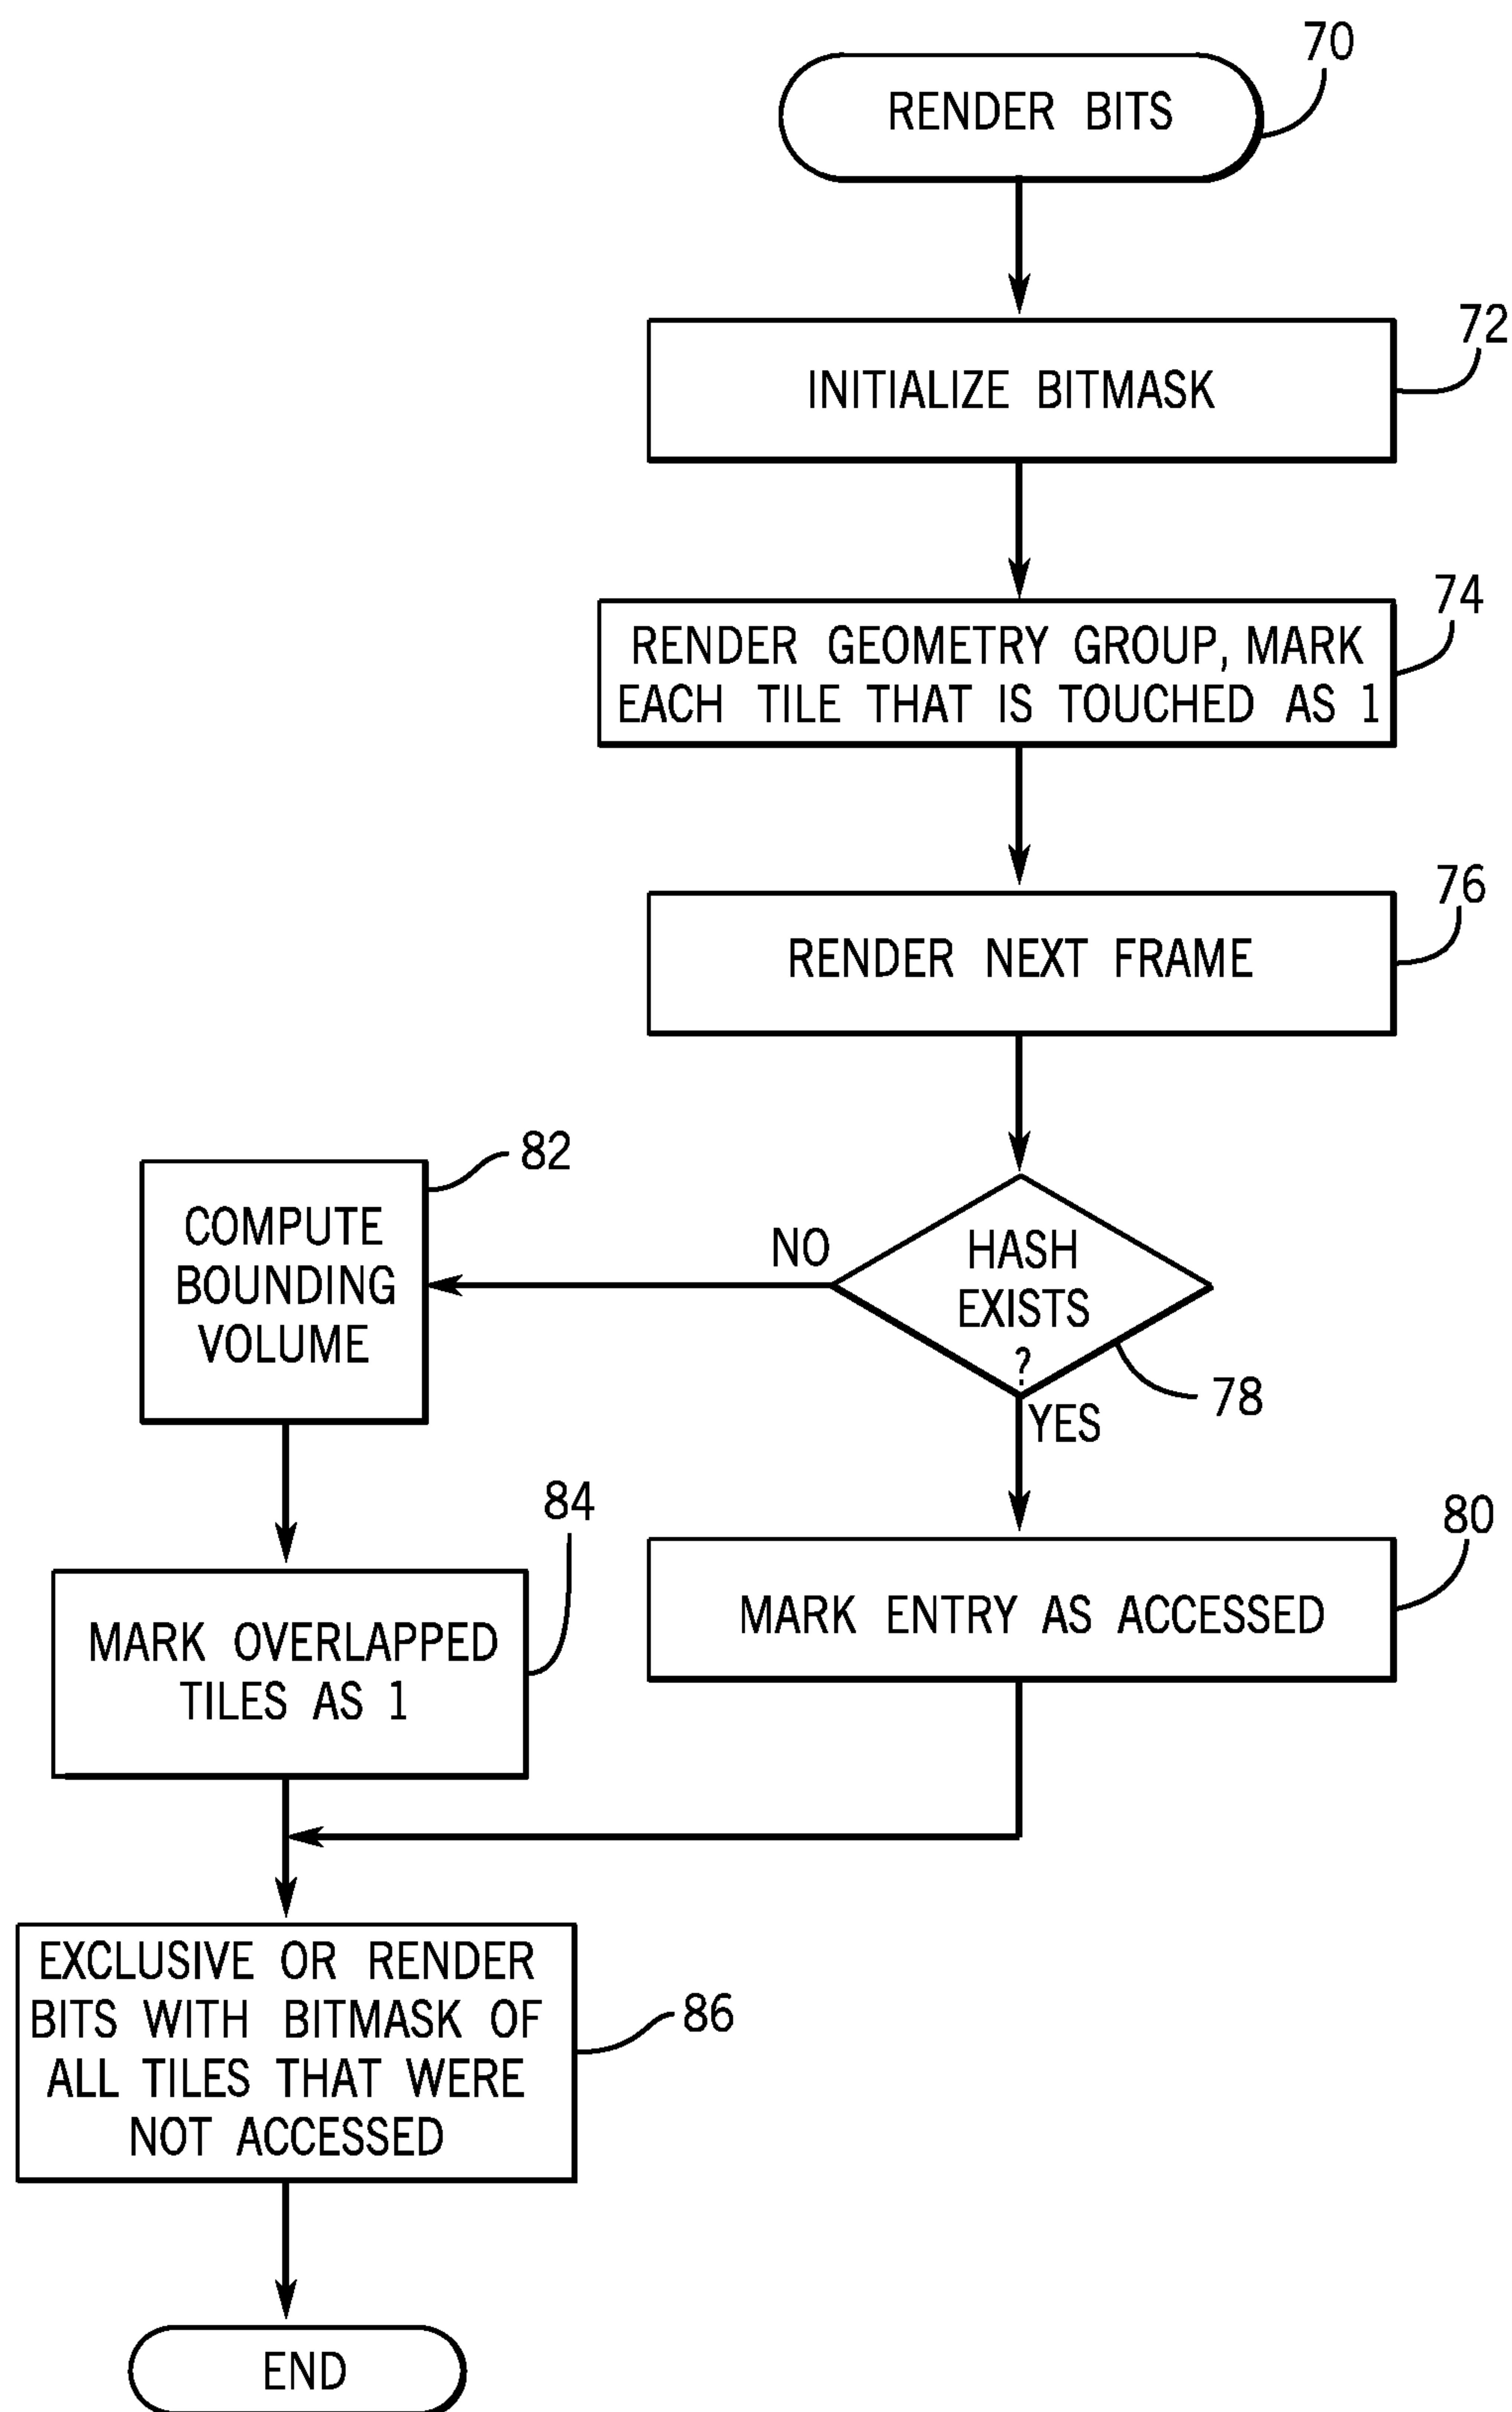 70
RENDER BITS
72
INITIALIZE BITMASK
74
RENDER GEOMETRY GROUP, MARK
EACH TILE THAT IS TOUCHED AS 1
76
RENDER NEXT FRAME
78
HASH
EXISTS
?
NO
YES
82
COMPUTE
BOUNDING
VOLUME
84
MARK OVERLAPPED
TILES AS 1
80
MARK ENTRY AS ACCESSED
86
EXCLUSIVE OR RENDER
BITS WITH BITMASK OF
ALL TILES THAT WERE
NOT ACCESSED
END